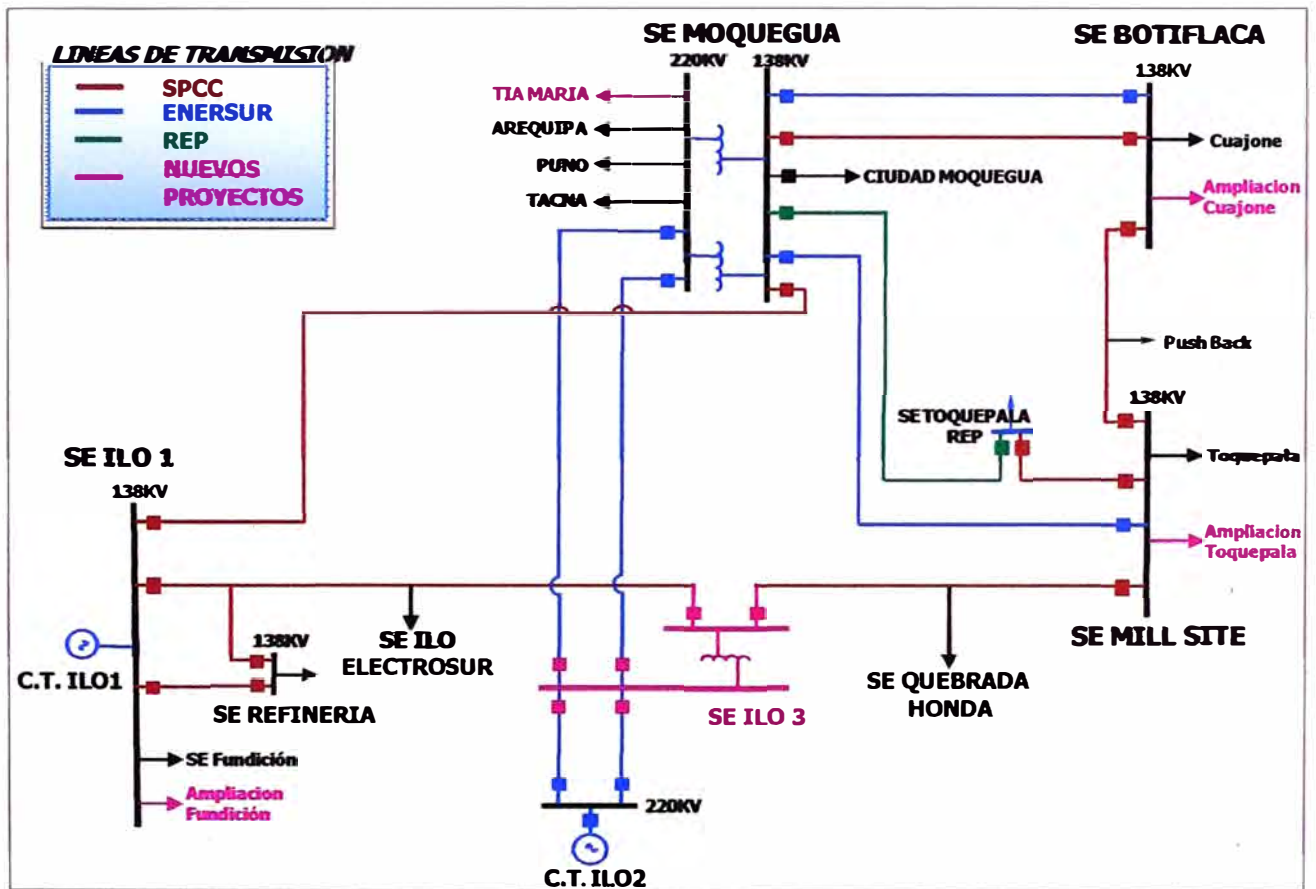 LINEAS DE TRANSMISION
SPCC
ENERSUR
REP
NUEVOS
PROYECTOS
SE MOQUEGUA
220KV
138KV
TIA MARIA
AREQUIPA
PUNO
TACNA
CIUDAD MOQUEGUA
SE BOTIFLACA
138KV
Cuajone
Ampliacion
Cuajone
Push Back
138KV
SE TOQUEPALA
REP
Toquepala
Ampliacion
Toquepala
SE MILL SITE
SE ILO 1
138KV
C.T. ILO1
138KV
SE REFINERIA
SE ILO
ELECTROSUR
SE Fundición
Ampliacion
Fundición
SE ILO 3
SE QUEBRADA
HONDA
220KV
C.T. ILO2